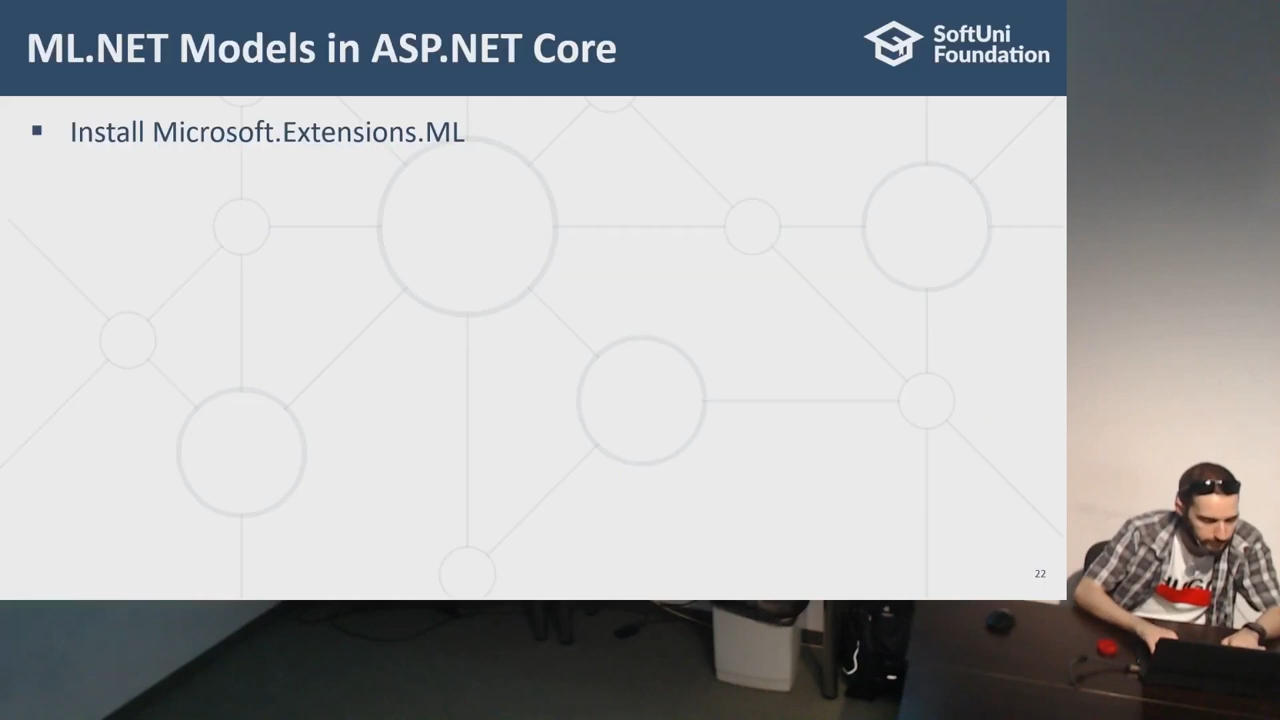 ML.NET Models in ASP.NET Core
SoftUni
Foundation
▪ Install Microsoft.Extensions.ML
22